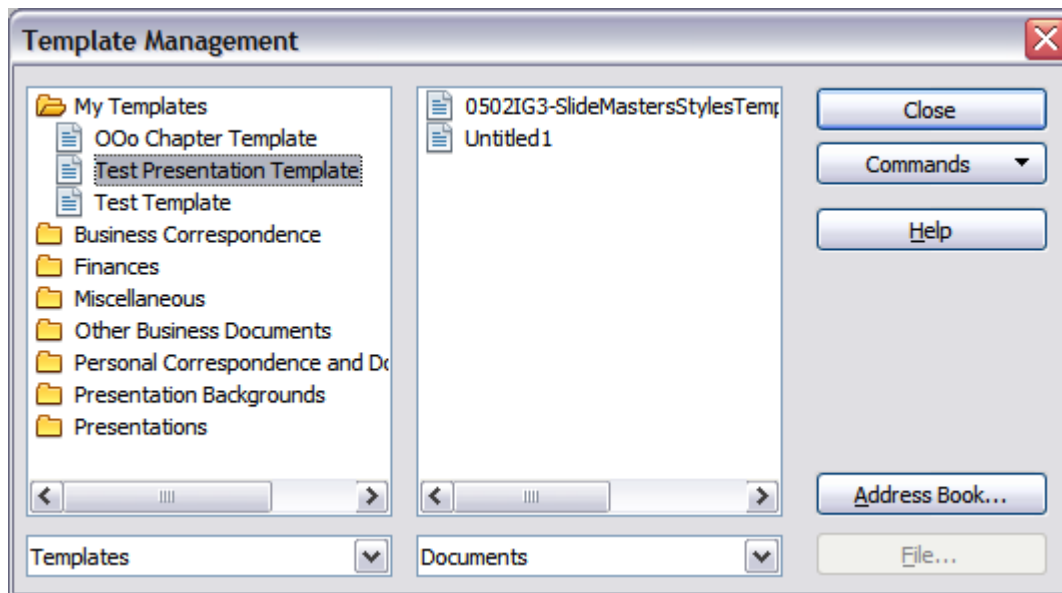 Template Management
My Templates
OOo Chapter Template
Test Presentation Template
Test Template
Business Correspondence
Finances
Miscellaneous
Other Business Documents
Personal Correspondence and Do
Presentation Backgrounds
Presentations
Templates
0502IG3-SlideMastersStylesTemp
Untitled1
Documents
Close
Commands
Help
Address Book...
File...